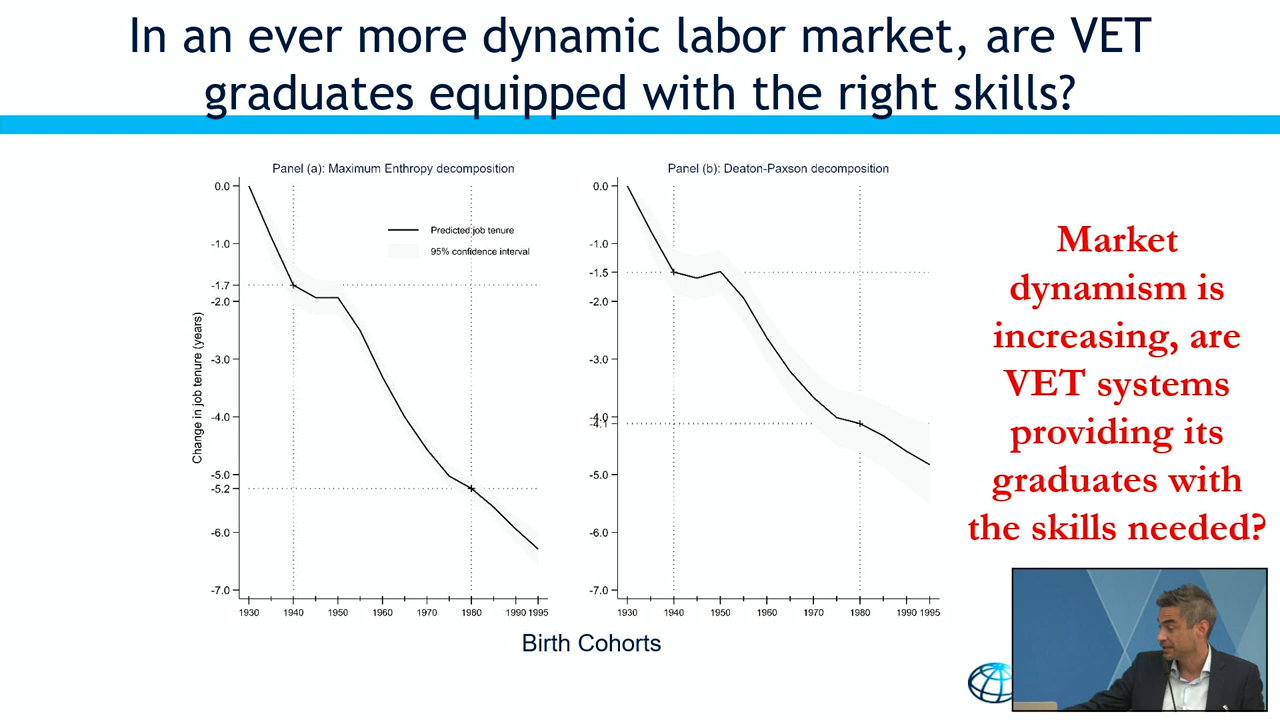 In an ever more dynamic labor market, are VET
graduates equipped with the right skills?
Panel (a): Maximum Enthropy decomposition
0.0
-1.0
-1.7
-2.0
-3.0
-4.0
-5.0
-5.2
-6.0
-7.0
Change in job tenure (years)
Predicted job tenure
95% confidence interval
1930 1940 1950 1960 1970 1980 1990 1995
Panel (b): Deaton-Paxson decomposition
0.0
-1.0
-1.5
-2.0
-3.0
-4.0
-4.1
-5.0
-6.0
-7.0
1930 1940 1950 1960 1970 1980 1990 1995
Birth Cohorts
Market
dynamism is
increasing, are
VET systems
providing its
graduates with
the skills needed?